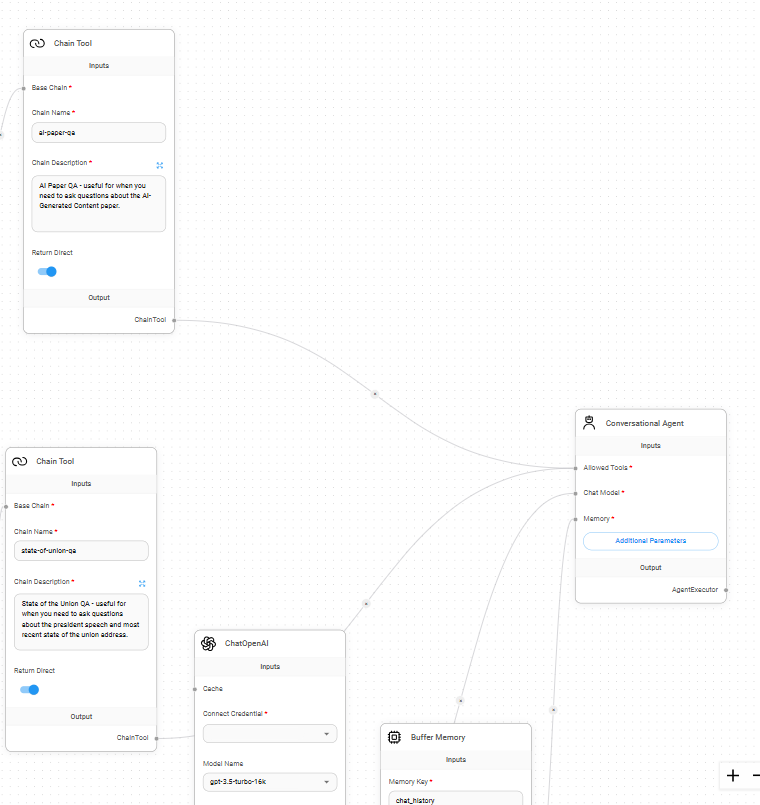 Chain Tool
Inputs
Base Chain *
Chain Name *
ai-paper-qa
Chain Description *
AI Paper QA - useful for when you
need to ask questions about the AI-
Generated Content paper.
Return Direct
Output
ChainTool
Chain Tool
Inputs
Base Chain *
Chain Name *
state-of-union-qa
Chain Description *
State of the Union QA - useful for
when you need to ask questions
about the president speech and most
recent state of the union address.
Return Direct
Output
ChainTool
ChatOpenAI
Inputs
Cache
Connect Credential *
Model Name
gpt-3.5-turbo-16k
Buffer Memory
Inputs
Memory Key *
chat_history
Conversational Agent
Inputs
Allowed Tools *
Chat Model *
Memory *
Additional Parameters
Output
AgentExecutor